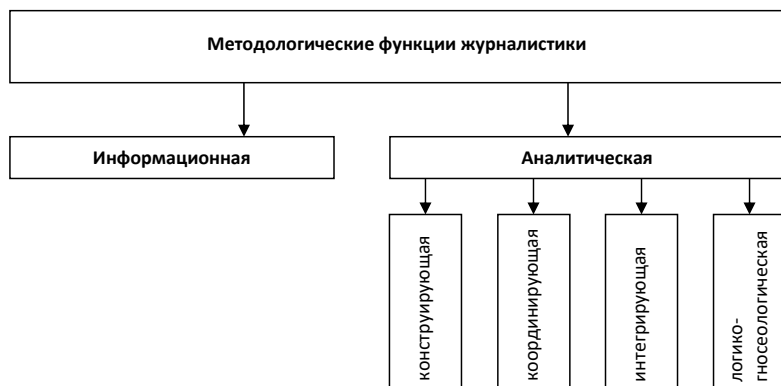 Методологические функции журналистики
Информационная
Аналитическая
конструирующая
координирующая
интегрирующая
логико-
гносеологическая